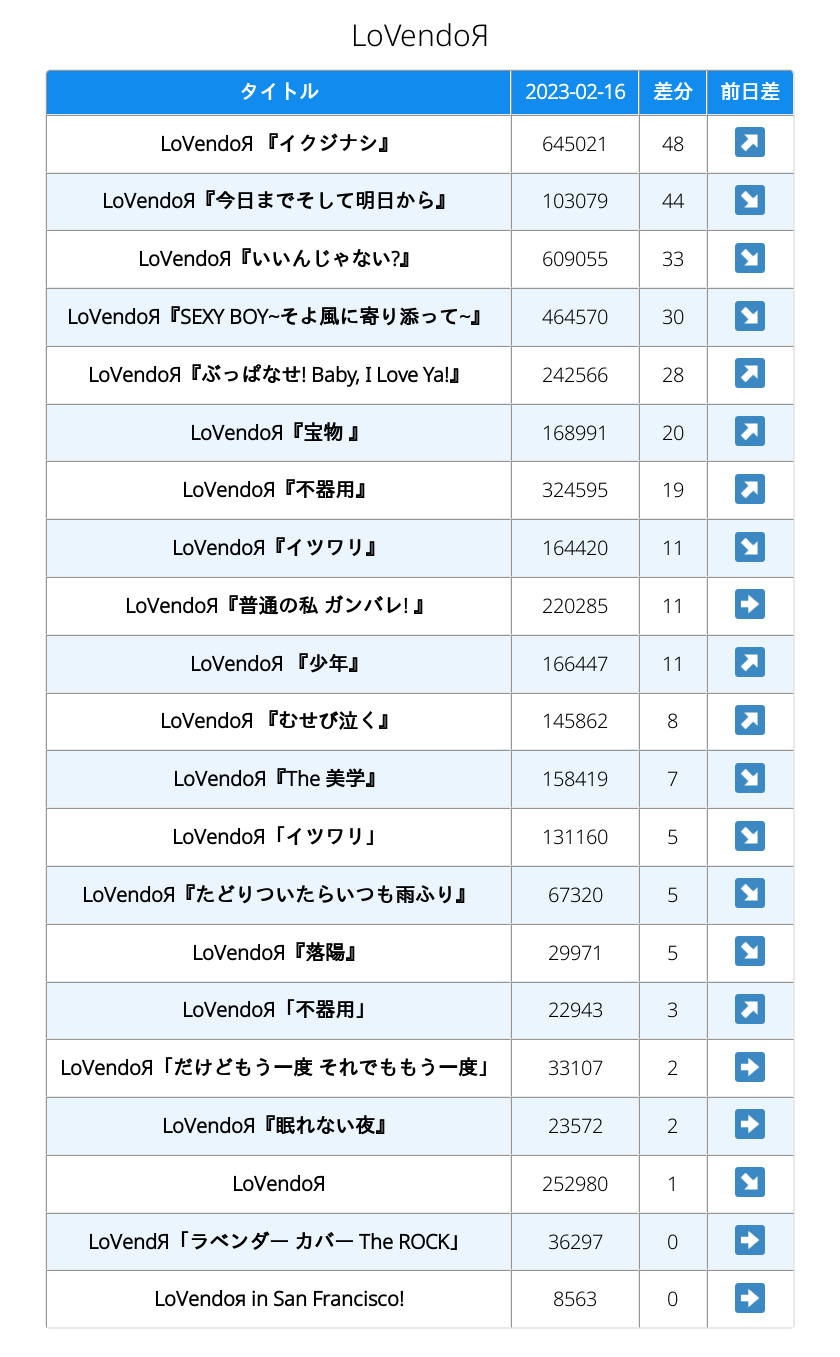 LoVendoЯ
タイトル 2023-02-16 差分 前日差
LoVendoЯ 『イクジナシ』 645021 48 ↗
LoVendoЯ『今日までそして明日から』 103079 44 ↘
LoVendoЯ『いいんじゃない?』 609055 33 ↘
LoVendoЯ『SEXY BOY~そよ風に寄り添って~』 464570 30 ↘
LoVendoЯ『ぶっぱなせ! Baby, I Love Ya!』 242566 28 ↗
LoVendoЯ『宝物 』 168991 20 ↗
LoVendoЯ『不器用』 324595 19 ↗
LoVendoЯ『イツワリ』 164420 11 ↘
LoVendoЯ『普通の私 ガンバレ! 』 220285 11 ➡
LoVendoЯ 『少年』 166447 11 ↗
LoVendoЯ 『むせび泣く』 145862 8 ↗
LoVendoЯ『The 美学』 158419 7 ↘
LoVendoЯ「イツワリ」 131160 5 ↘
LoVendoЯ『たどりついたらいつも雨ふり』 67320 5 ↘
LoVendoЯ『落陽』 29971 5 ↘
LoVendoЯ「不器用」 22943 3 ↗
LoVendoЯ「だけどもう一度 それでももう一度」 33107 2 ➡
LoVendoЯ『眠れない夜』 23572 2 ➡
LoVendoЯ 252980 1 ↘
LoVendЯ「ラベンダー カバー The ROCK」 36297 0 ➡
LoVendoя in San Francisco! 8563 0 ➡